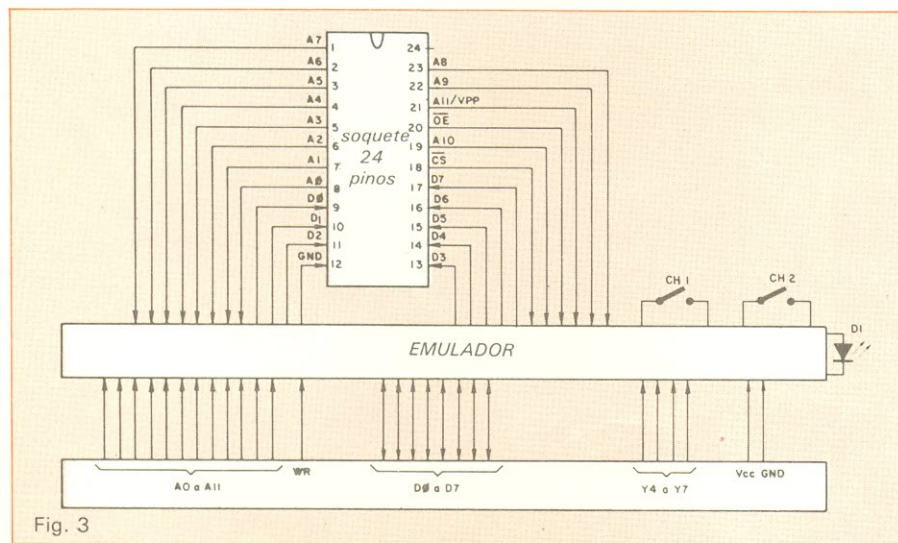 A7
1
24
A6
2
23
A8
A5
3
22
A9
A4
4
21
A11/VPP
A3
5
20
OE
A2
6
soquete
24
pinos
19
A10
A1
7
18
CS
AØ
8
17
D7
DØ
9
16
D6
D1
10
15
D5
D2
11
14
D4
GND
12
13
D3
CH 1
CH 2
D1
EMULADOR
A0 a A11
WR
DØ a D7
Y4 a Y7
Vcc GND
Fig. 3